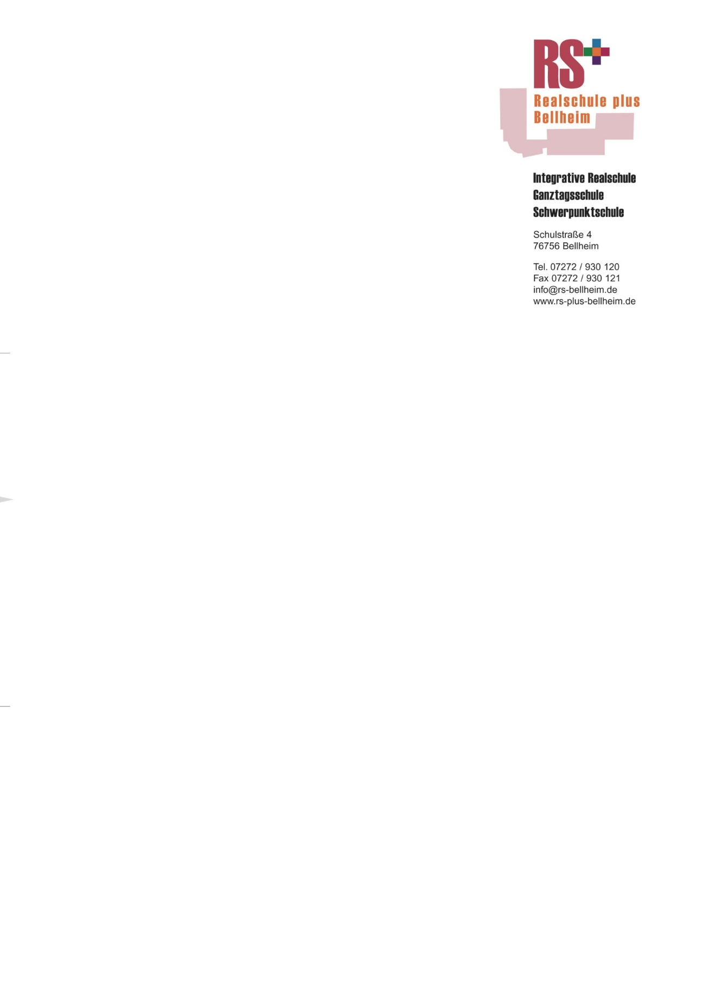 RS+
Realschule plus
Bellheim
Integrative Realschule
Ganztagsschule
Schwerpunktschule
Schulstraße 4
76756 Bellheim
Tel. 07272 / 930 120
Fax 07272 / 930 121
info@rs-bellheim.de
www.rs-plus-bellheim.de